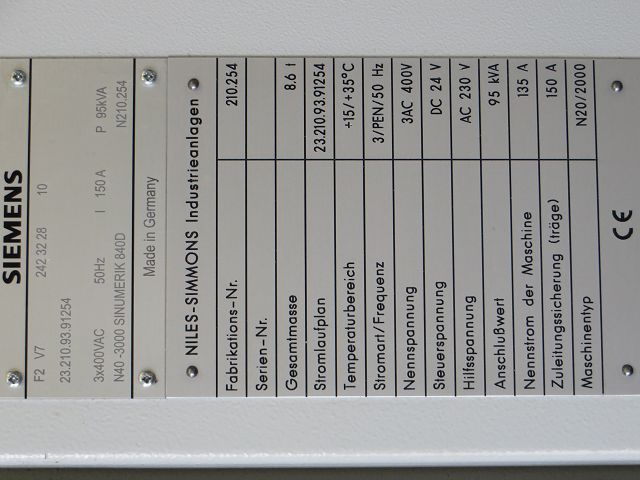 SIEMENS
F2 V7 242 32 28 10
23.210.93.91254
3x400VAC 50Hz I 150 A P 95kVA
N40 -3000 SINUMERIK 840D N210.254
Made in Germany
NILES-SIMMONS Industrieanlagen
Fabrikations-Nr. 210.254
Serien-Nr.
Gesamtmasse 8.6 t
Stromlaufplan 23.210.93.91254
Temperaturbereich +15/+35°C
Stromart/Frequenz 3/PEN/50 Hz
Nennspannung 3AC 400V
Steuerspannung DC 24 V
Hilfsspannung AC 230 V
Anschlußwert 95 kVA
Nennstrom der Maschine 135 A
Zuleitungssicherung (träge) 150 A
Maschinentyp N20/2000
CE